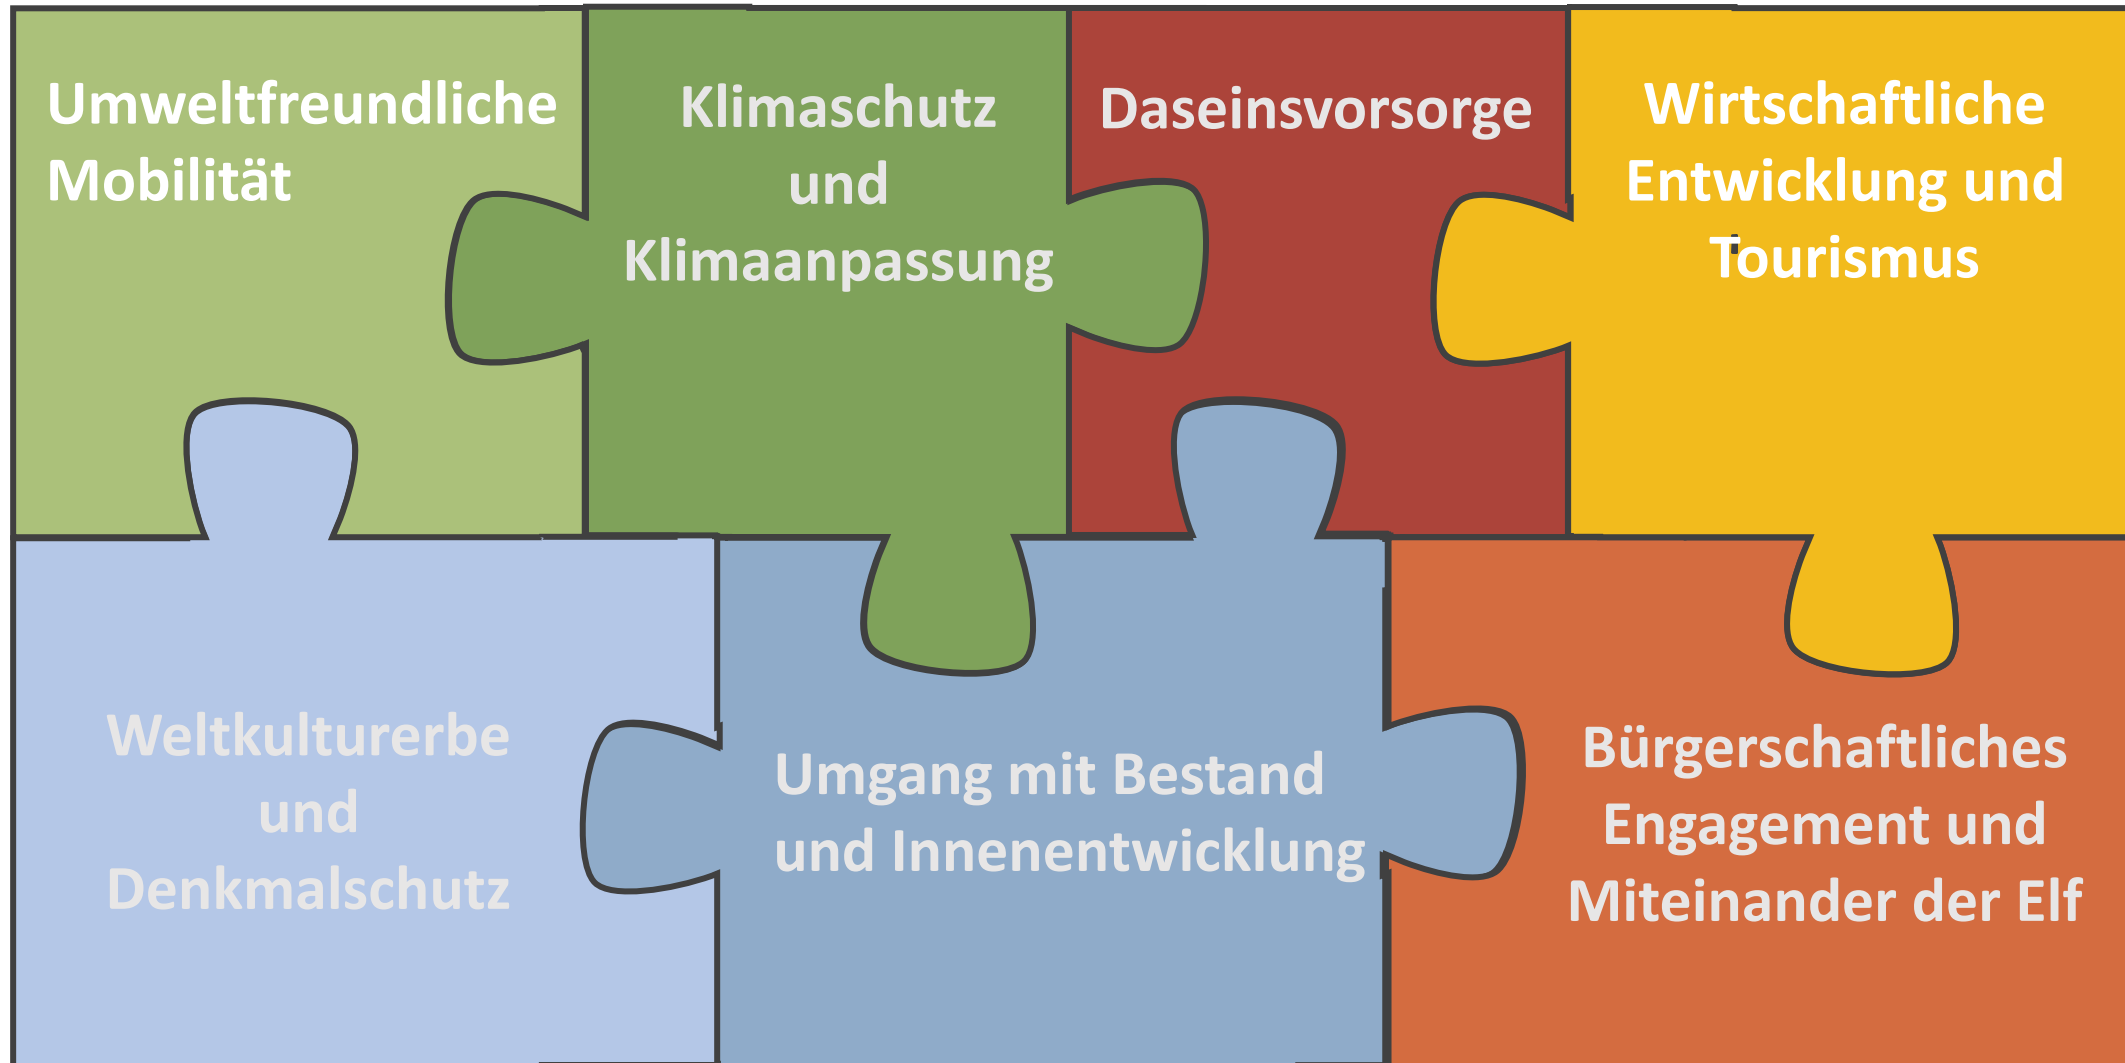 Umweltfreundliche
Mobilität
Klimaschutz
und
Klimaanpassung
Daseinsvorsorge
Wirtschaftliche
Entwicklung und
Tourismus
Weltkulturerbe
und
Denkmalschutz
Umgang mit Bestand
und Innenentwicklung
Bürgerschaftliches
Engagement und
Miteinander der Elf